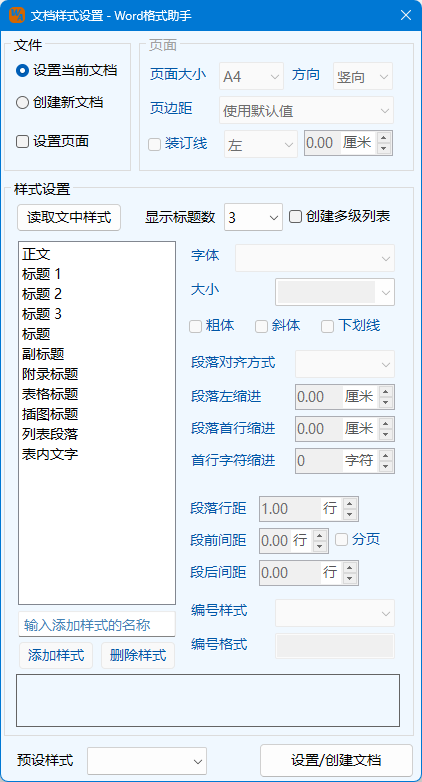 文档样式设置 - Word格式助手
文件
设置当前文档
创建新文档
设置页面
页面
页面大小 A4 方向 竖向
页边距 使用默认值
装订线 左 0.00 厘米
样式设置
读取文中样式 显示标题数 3 创建多级列表
正文
标题 1
标题 2
标题 3
标题
副标题
附录标题
表格标题
插图标题
列表段落
表内文字
输入添加样式的名称
添加样式 删除样式
字体
大小
粗体 斜体 下划线
段落对齐方式
段落左缩进 0.00 厘米
段落首行缩进 0.00 厘米
首行字符缩进 0 字符
段落行距 1.00 行
段前间距 0.00 行 分页
段后间距 0.00 行
编号样式
编号格式
预设样式 设置/创建文档